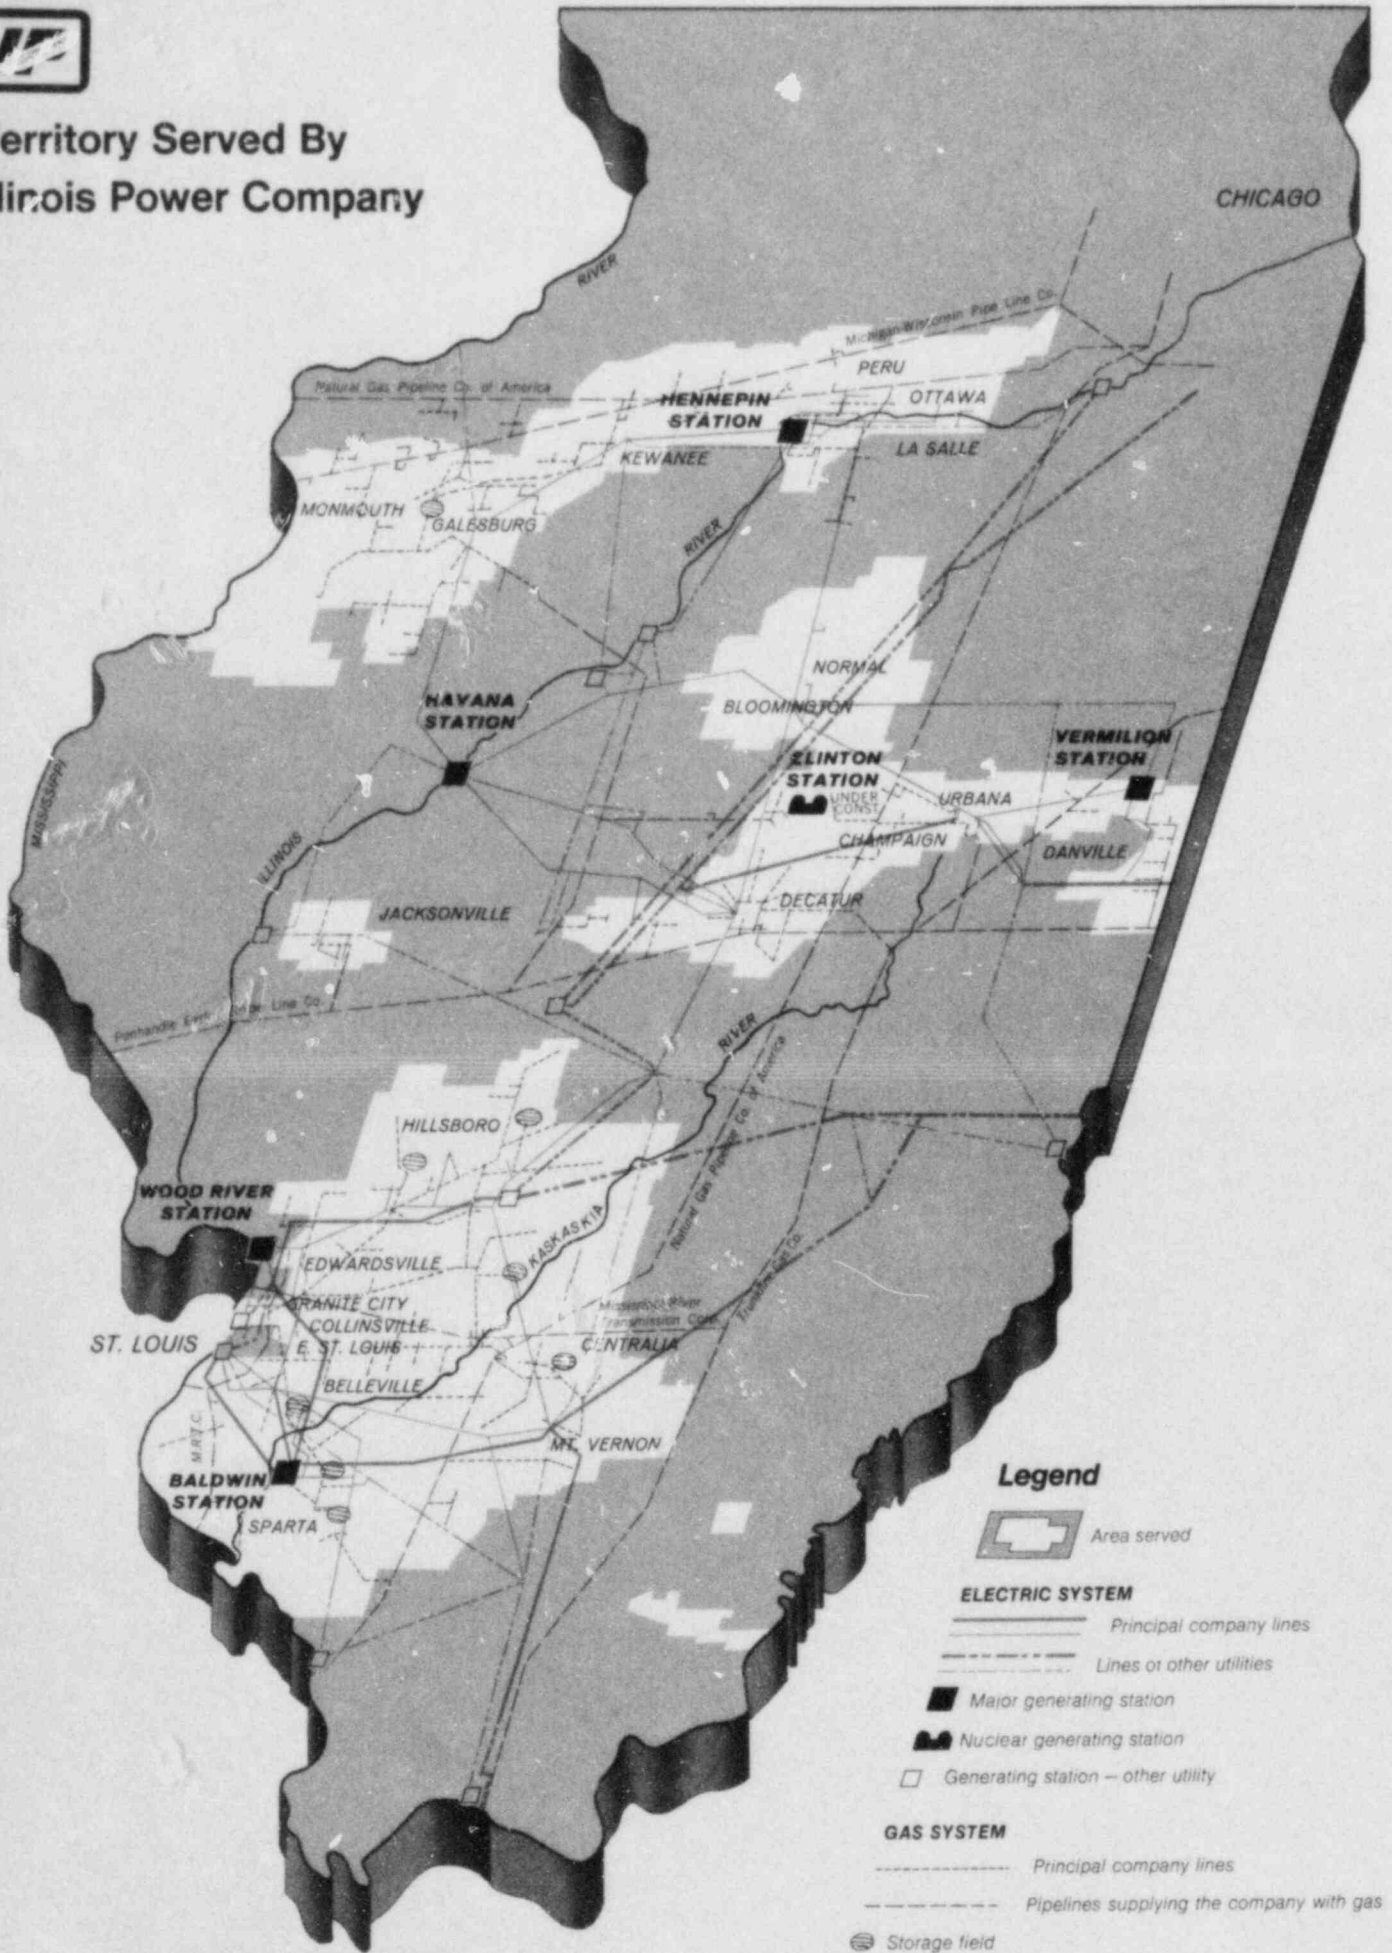 IP
erritory Served By
linois Power Company
CHICAGO
RIVER
Michigan-Wisconsin Pipe Line Co.
PERU
Natural Gas Pipeline Co. of America
HENNEPIN
STATION
OTTAWA
KEWANEE
LA SALLE
MONMOUTH
GALESBURG
RIVER
NORMAL
HAVANA
STATION
BLOOMINGTON
VERMILION
STATION
CLINTON
STATION
UNDER
CONST.
MISSISSIPPI
URBANA
CHAMPAIGN
DANVILLE
ILLINOIS
DECATUR
JACKSONVILLE
Panhandle Line Co.
RIVER
Natural Gas Pipeline Co. of America
HILLSBORO
WOOD RIVER
STATION
KASKASKIA
EDWARDSVILLE
Trunkline Gas Co.
GRANITE CITY
Mississippi River
Transmission Corp.
COLLINSVILLE
ST. LOUIS
E. ST. LOUIS
CENTRALIA
BELLEVILLE
M.R.T.C.
MT. VERNON
BALDWIN
STATION
SPARTA
Legend
Area served
ELECTRIC SYSTEM
Principal company lines
Lines of other utilities
Major generating station
Nuclear generating station
Generating station – other utility
GAS SYSTEM
Principal company lines
Pipelines supplying the company with gas
Storage field